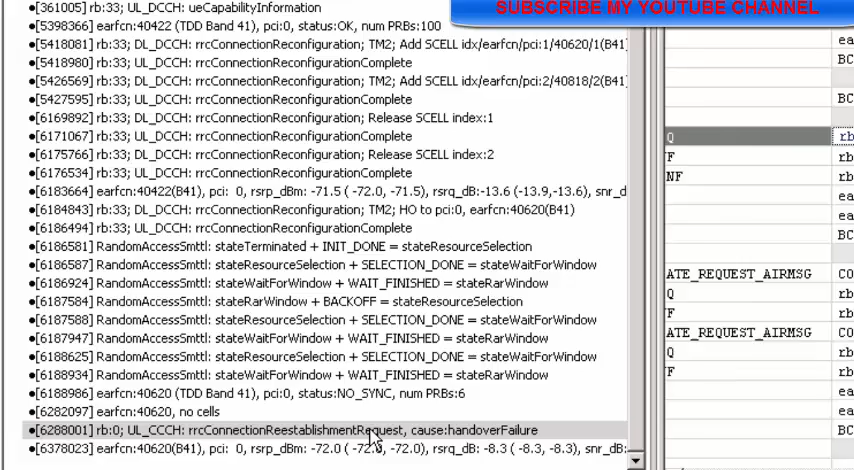 SUBSCRIBE MY YOUTUBE CHANNEL
●[361005] rb:33; UL_DCCH: ueCapabilityInformation
●[5398366] earfcn:40422 (TDD Band 41), pci:0, status:OK, num PRBs:100
●[5418081] rb:33; DL_DCCH: rrcConnectionReconfiguration; TM2; Add SCELL idx/earfcn/pci:1/40620/1(B41)
●[5418980] rb:33; UL_DCCH: rrcConnectionReconfigurationComplete
●[5426569] rb:33; DL_DCCH: rrcConnectionReconfiguration; TM2; Add SCELL idx/earfcn/pci:2/40818/2(B41)
●[5427595] rb:33; UL_DCCH: rrcConnectionReconfigurationComplete
●[6169892] rb:33; DL_DCCH: rrcConnectionReconfiguration; Release SCELL index:1
●[6171067] rb:33; UL_DCCH: rrcConnectionReconfigurationComplete
●[6175766] rb:33; DL_DCCH: rrcConnectionReconfiguration; Release SCELL index:2
●[6176534] rb:33; UL_DCCH: rrcConnectionReconfigurationComplete
●[6183664] earfcn:40422(B41), pci: 0, rsrp_dBm: -71.5 ( -72.0, -71.5), rsrq_dB:-13.6 (-13.9,-13.6), snr_d
●[6184843] rb:33; DL_DCCH: rrcConnectionReconfiguration; TM2; HO to pci:0, earfcn:40620(B41)
●[6186494] rb:33; UL_DCCH: rrcConnectionReconfigurationComplete
●[6186581] RandomAccessSmttl: stateTerminated + INIT_DONE = stateResourceSelection
●[6186587] RandomAccessSmttl: stateResourceSelection + SELECTION_DONE = stateWaitForWindow
●[6186924] RandomAccessSmttl: stateWaitForWindow + WAIT_FINISHED = stateRarWindow
●[6187584] RandomAccessSmttl: stateRarWindow + BACKOFF = stateResourceSelection
●[6187588] RandomAccessSmttl: stateResourceSelection + SELECTION_DONE = stateWaitForWindow
●[6187947] RandomAccessSmttl: stateWaitForWindow + WAIT_FINISHED = stateRarWindow
●[6188625] RandomAccessSmttl: stateResourceSelection + SELECTION_DONE = stateWaitForWindow
●[6188934] RandomAccessSmttl: stateWaitForWindow + WAIT_FINISHED = stateRarWindow
●[6188986] earfcn:40620 (TDD Band 41), pci:0, status:NO_SYNC, num PRBs:6
●[6282097] earfcn:40620, no cells
●[6288001] rb:0; UL_CCCH: rrcConnectionReestablishmentRequest, cause:handoverFailure
●[6378023] earfcn:40620(B41), pci: 0, rsrp_dBm: -72.0 ( -72.0, -72.0), rsrq_dB: -8.3 ( -8.3, -8.3), snr_dB:
ea
BC
BC
Q rb
F rb
NF rb
ea
ea
BC
ATE_REQUEST_AIRMSG CO
Q rb
F rb
ATE_REQUEST_AIRMSG CO
Q rb
F rb
ea
ea
BC
ea